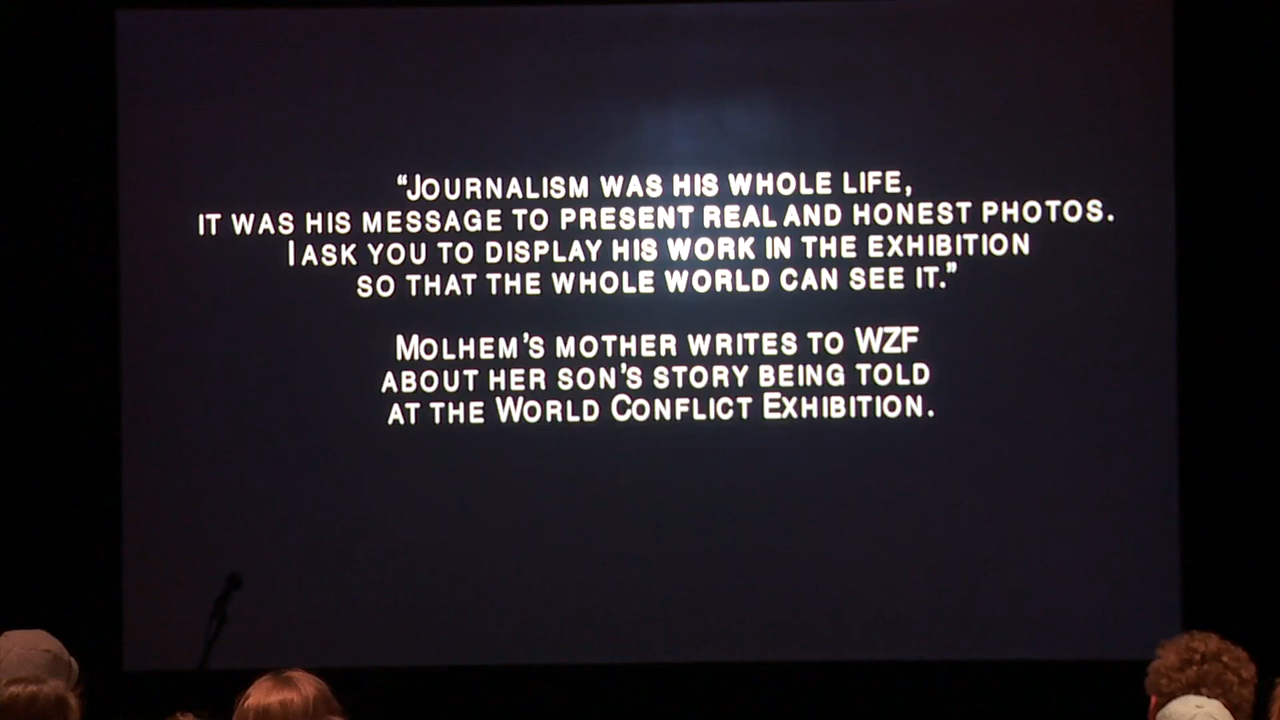 “JOURNALISM WAS HIS WHOLE LIFE,
IT WAS HIS MESSAGE TO PRESENT REAL AND HONEST PHOTOS.
I ASK YOU TO DISPLAY HIS WORK IN THE EXHIBITION
SO THAT THE WHOLE WORLD CAN SEE IT.”
MOLHEM’S MOTHER WRITES TO WZF
ABOUT HER SON’S STORY BEING TOLD
AT THE WORLD CONFLICT EXHIBITION.